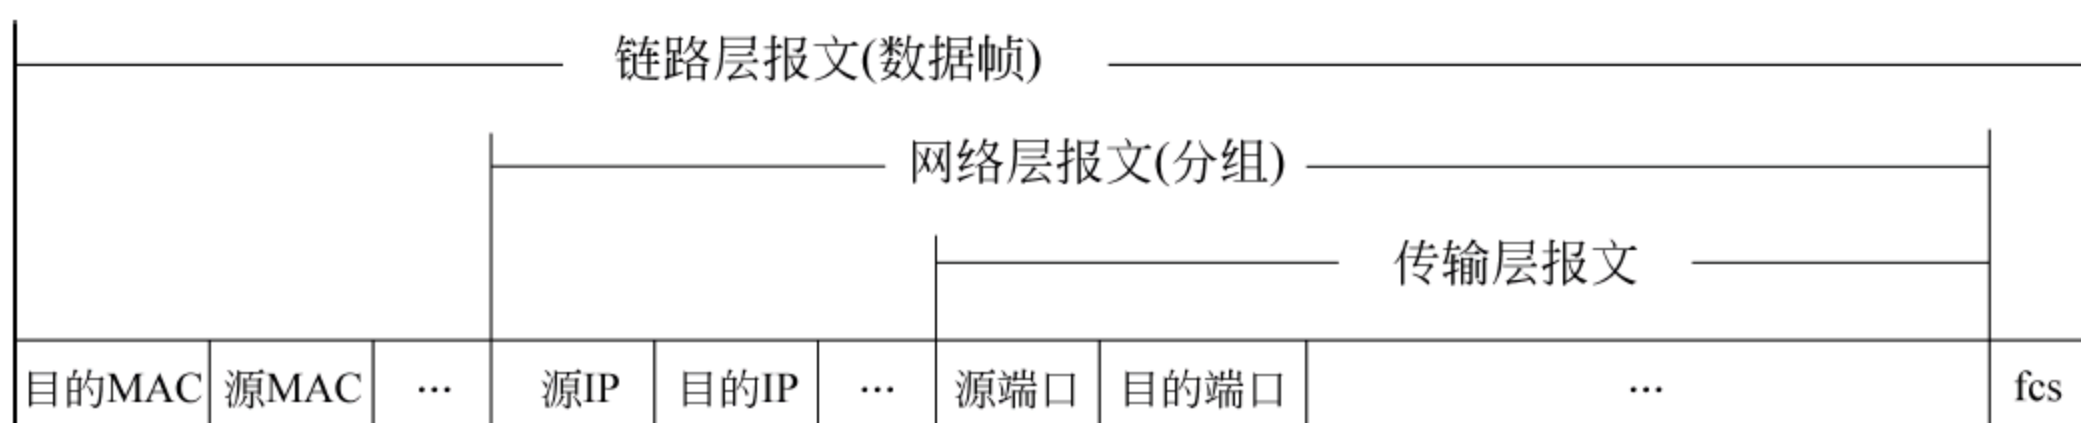 链路层报文(数据帧)
网络层报文(分组)
传输层报文
目的MAC 源MAC ... 源IP 目的IP ... 源端口 目的端口 ... fcs